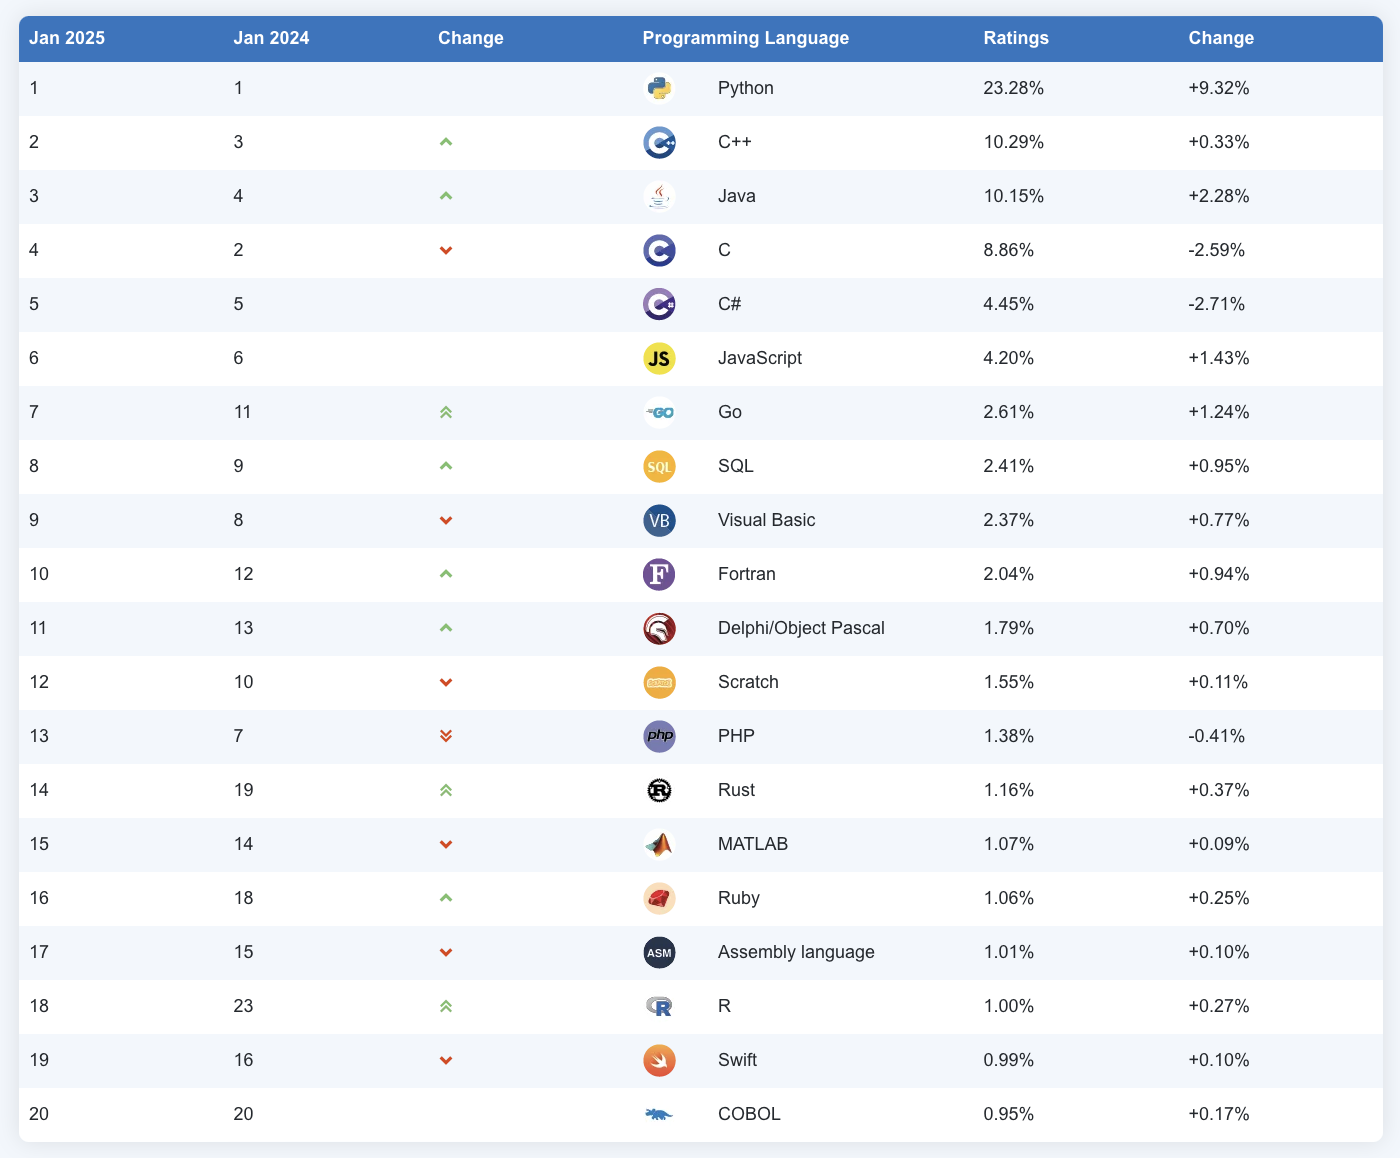 Jan 2025 Jan 2024 Change Programming Language Ratings Change
1 1 Python 23.28% +9.32%
2 3 C++ 10.29% +0.33%
3 4 Java 10.15% +2.28%
4 2 C 8.86% -2.59%
5 5 C# 4.45% -2.71%
6 6 JS JavaScript 4.20% +1.43%
7 11 GO Go 2.61% +1.24%
8 9 SQL SQL 2.41% +0.95%
9 8 VB Visual Basic 2.37% +0.77%
10 12 F Fortran 2.04% +0.94%
11 13 Delphi/Object Pascal 1.79% +0.70%
12 10 Scratch 1.55% +0.11%
13 7 php PHP 1.38% -0.41%
14 19 R Rust 1.16% +0.37%
15 14 MATLAB 1.07% +0.09%
16 18 Ruby 1.06% +0.25%
17 15 ASM Assembly language 1.01% +0.10%
18 23 R R 1.00% +0.27%
19 16 Swift 0.99% +0.10%
20 20 COBOL 0.95% +0.17%